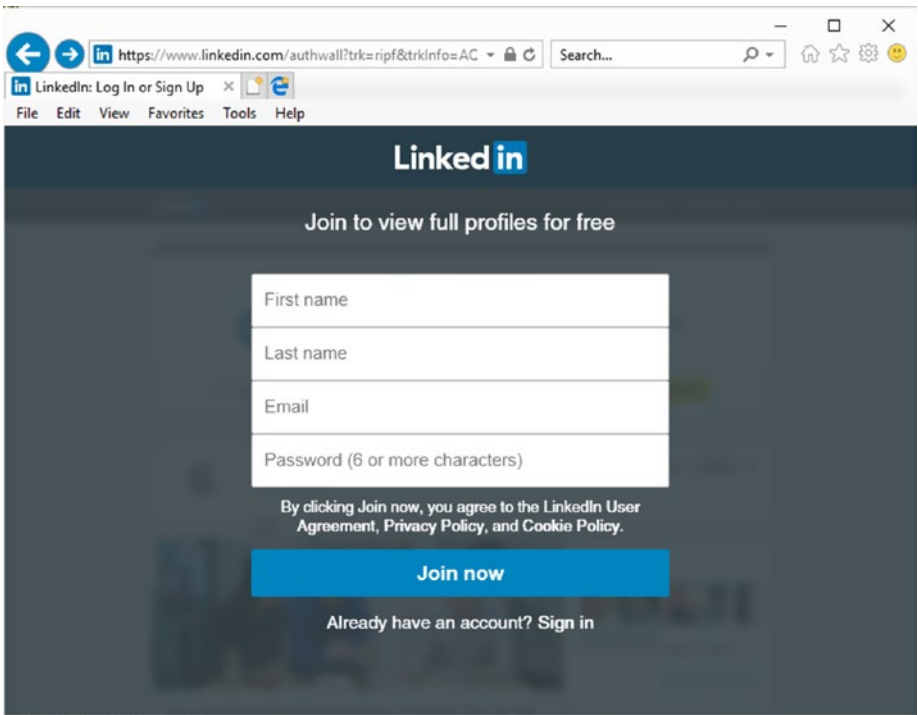 https://www.linkedin.com/authwall?trk=ripf&trkInfo=AC
Search...
in LinkedIn: Log In or Sign Up
File Edit View Favorites Tools Help
Linked in
Join to view full profiles for free
First name
Last name
Email
Password (6 or more characters)
By clicking Join now, you agree to the LinkedIn User
Agreement, Privacy Policy, and Cookie Policy.
Join now
Already have an account? Sign in